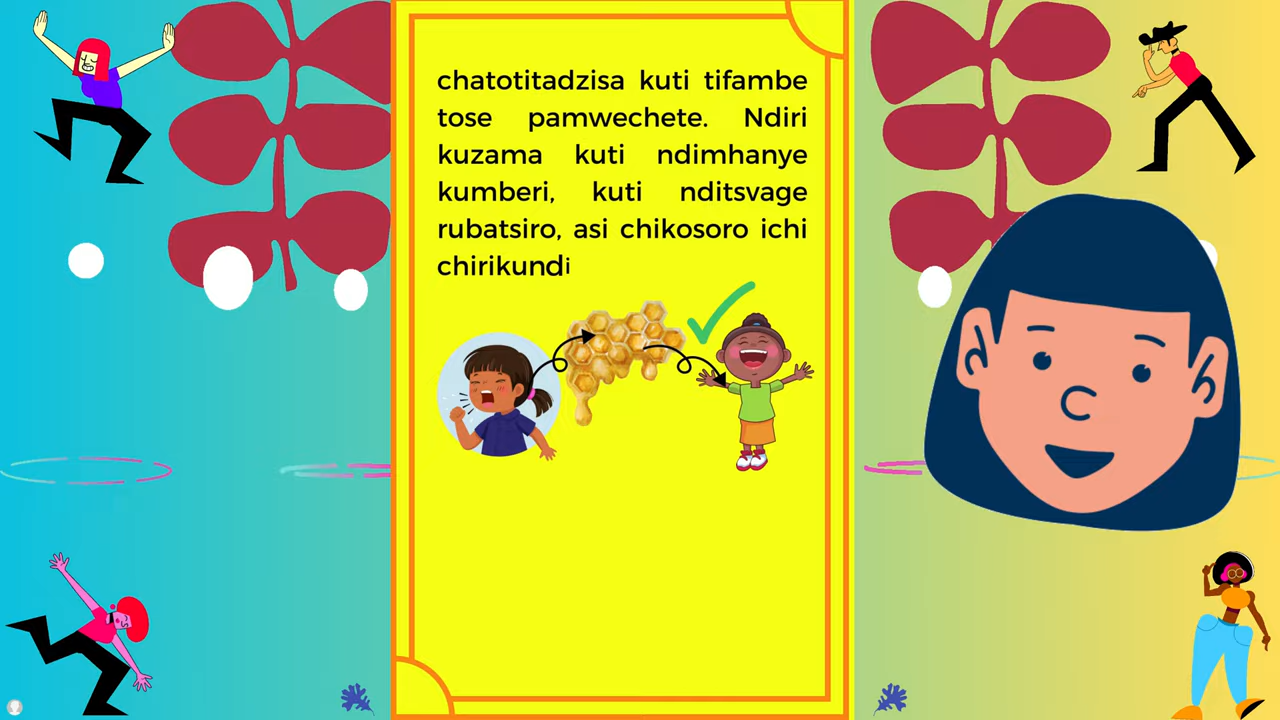 chatotitadzisa kuti tifambe
tose pamwechete. Ndiri
kuzama kuti ndimhanye
kumberi, kuti nditsvage
rubatsiro, asi chikosoro ichi
chirikundi